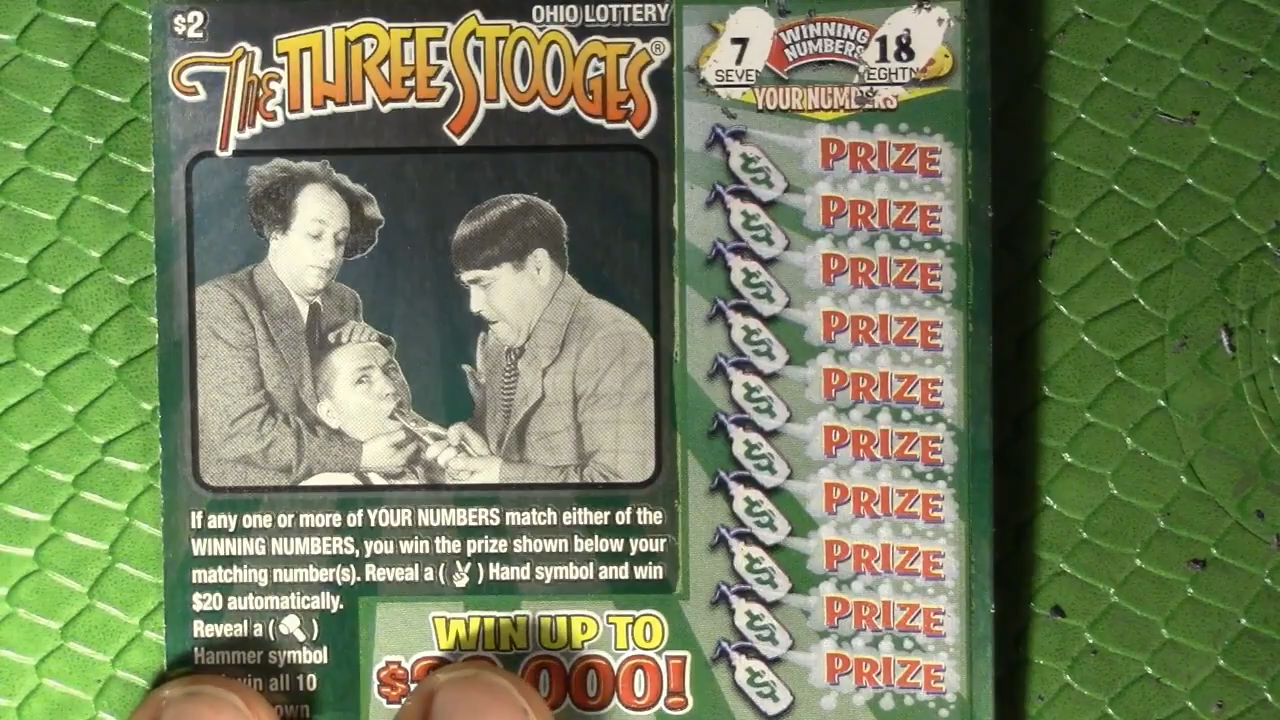 $2
OHIO LOTTERY
The THREE STOOGES®
7
SEVE
WINNING
NUMBERS
18
EGHTN
YOUR NUMBERS
PRIZE
PRIZE
PRIZE
PRIZE
PRIZE
PRIZE
PRIZE
PRIZE
PRIZE
PRIZE
If any one or more of YOUR NUMBERS match either of the
WINNING NUMBERS, you win the prize shown below your
matching number(s). Reveal a ( ) Hand symbol and win
$20 automatically.
Reveal a ( )
Hammer symbol
win all 10
WIN UP TO